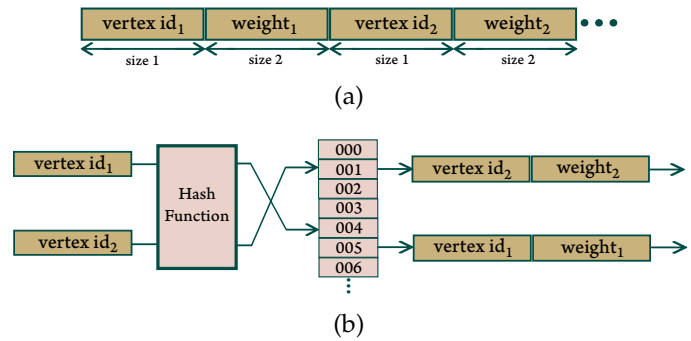 vertex id₁ weight₁ vertex id₂ weight₂ •••
size 1 size 2 size 1 size 2
(a)
vertex id₁
vertex id₂
Hash
Function
000
001
002
003
004
005
006
vertex id₂ weight₂
vertex id₁ weight₁
(b)